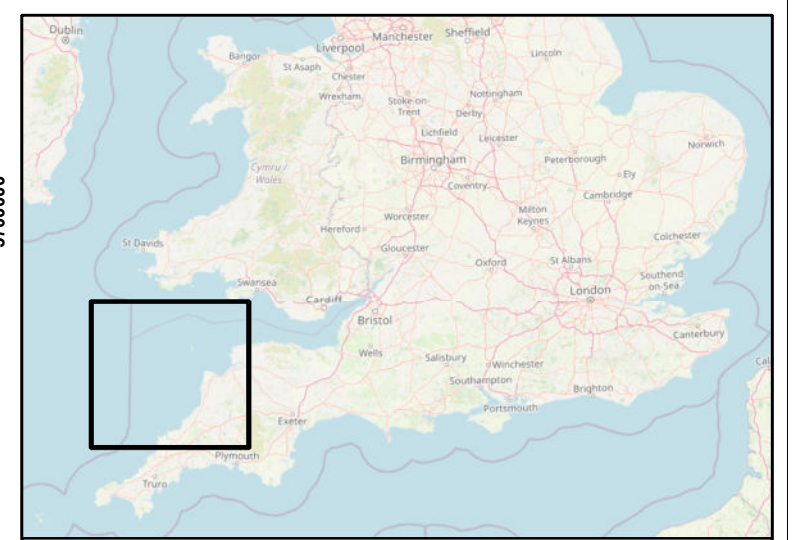 Dublin
Manchester
Sheffield
Liverpool
Lincoln
Bangor
St Asaph
Chester
Wrexham
Stoke-on-
Trent
Nottingham
Derby
Lichfield
Leicester
Norwich
Birmingham
Peterborough
Ely
Cymru /
Wales
Coventry
Cambridge
Worcester
Milton
Keynes
Hereford
Colchester
St Davids
Gloucester
Oxford
St Albans
Swansea
Southend
on-Sea
London
Cardiff
Bristol
Canterbury
Wells
Salisbury
Winchester
Cal
Southampton
Brighton
Portsmouth
Exeter
Plymouth
Truro